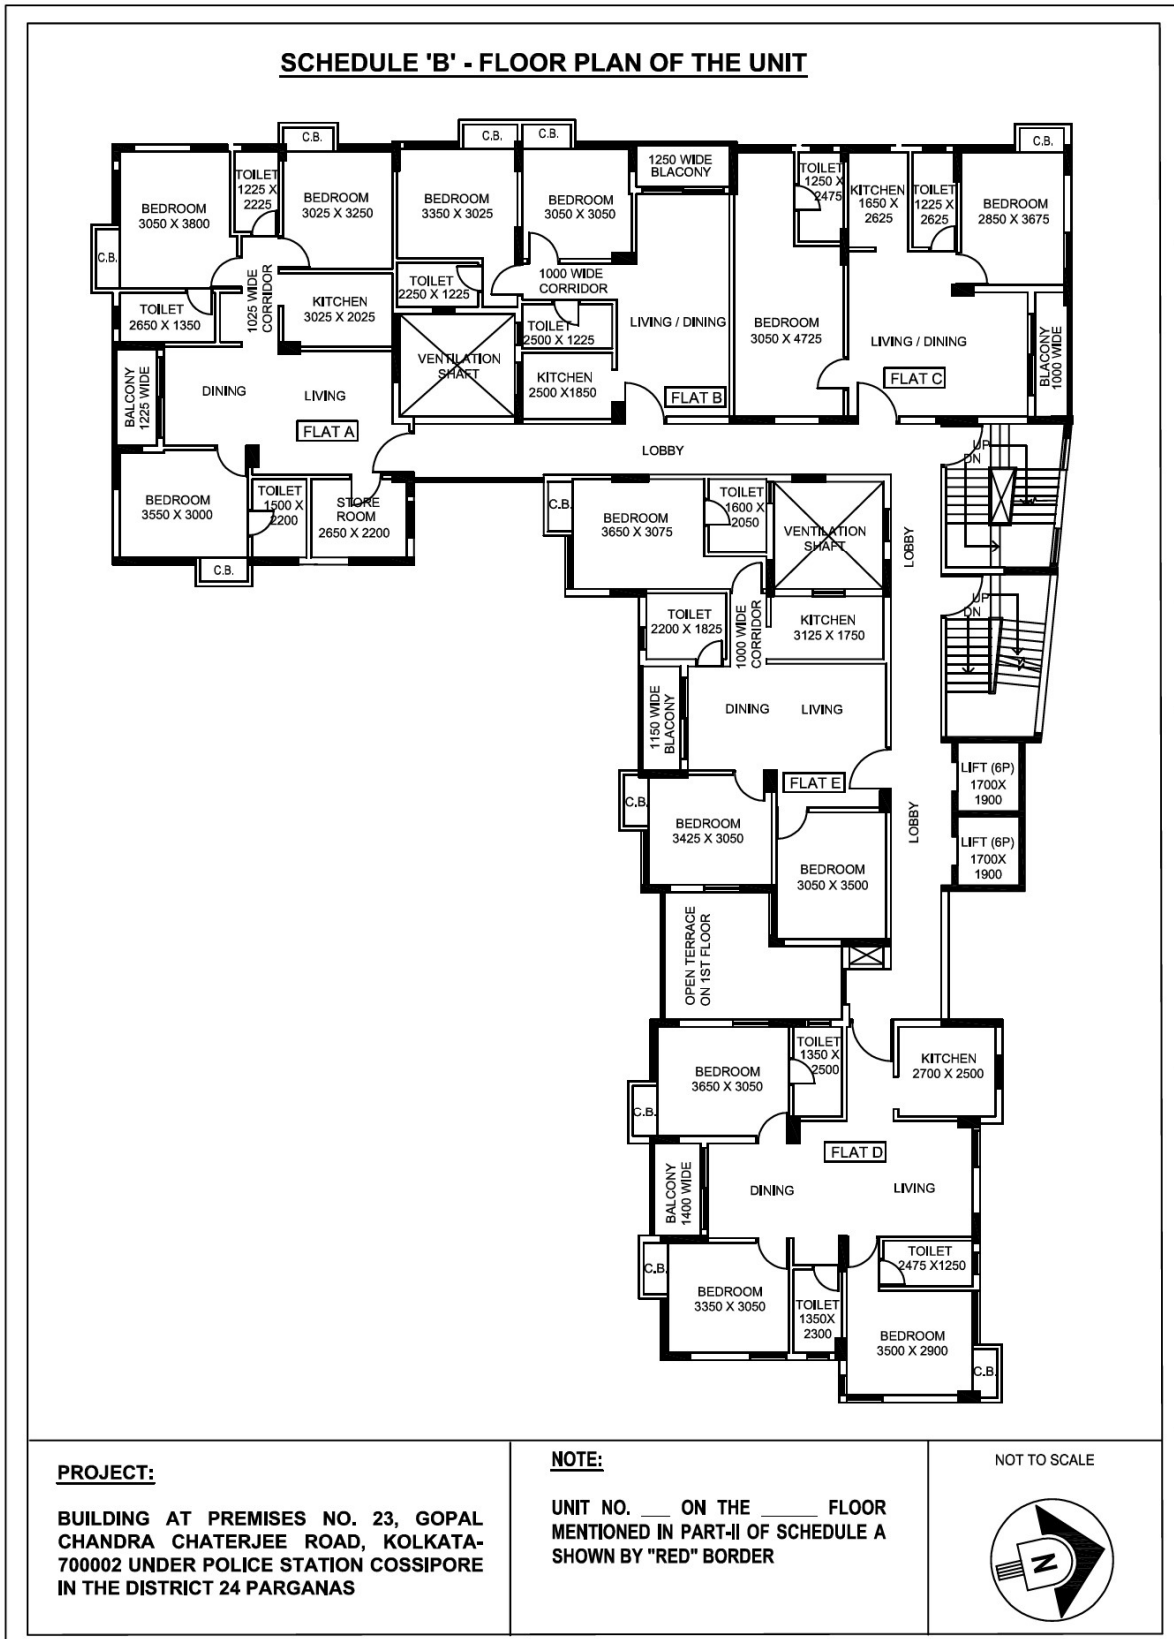 SCHEDULE 'B' - FLOOR PLAN OF THE UNIT
C.B.
C.B.
C.B.
C.B.
1250 WIDE
BLACONY
BEDROOM
3050 X 3800
TOILET
1225 X
2225
BEDROOM
3025 X 3250
BEDROOM
3350 X 3025
BEDROOM
3050 X 3050
TOILET
1250 X
2475
KITCHEN
1650 X
2625
TOILET
1225 X
2625
BEDROOM
2850 X 3675
C.B.
TOILET
2650 X 1350
1025 WIDE
CORRIDOR
KITCHEN
3025 X 2025
TOILET
2250 X 1225
1000 WIDE
CORRIDOR
TOILET
2500 X 1225
LIVING / DINING
BEDROOM
3050 X 4725
LIVING / DINING
BLACONY
1000 WIDE
VENTILATION
SHAFT
KITCHEN
2500 X1850
FLAT B
FLAT C
BALCONY
1225 WIDE
DINING
LIVING
FLAT A
LOBBY
UP
DN
BEDROOM
3550 X 3000
TOILET
1500 X
2200
STORE
ROOM
2650 X 2200
C.B.
C.B.
BEDROOM
3650 X 3075
TOILET
1600 X
2050
VENTILATION
SHAFT
LOBBY
UP
DN
TOILET
2200 X 1825
1000 WIDE
CORRIDOR
KITCHEN
3125 X 1750
1150 WIDE
BLACONY
DINING
LIVING
FLAT E
C.B.
BEDROOM
3425 X 3050
BEDROOM
3050 X 3500
LOBBY
LIFT (6P)
1700X
1900
LIFT (6P)
1700X
1900
OPEN TERRACE
ON 1ST FLOOR
BEDROOM
3650 X 3050
TOILET
1350 X
2500
KITCHEN
2700 X 2500
C.B.
FLAT D
BALCONY
1400 WIDE
DINING
LIVING
C.B.
BEDROOM
3350 X 3050
TOILET
1350X
2300
TOILET
2475 X1250
BEDROOM
3500 X 2900
C.B.
PROJECT:
BUILDING AT PREMISES NO. 23, GOPAL
CHANDRA CHATERJEE ROAD, KOLKATA-
700002 UNDER POLICE STATION COSSIPORE
IN THE DISTRICT 24 PARGANAS
NOTE:
UNIT NO. ___ ON THE _____ FLOOR
MENTIONED IN PART-II OF SCHEDULE A
SHOWN BY "RED" BORDER
NOT TO SCALE
N